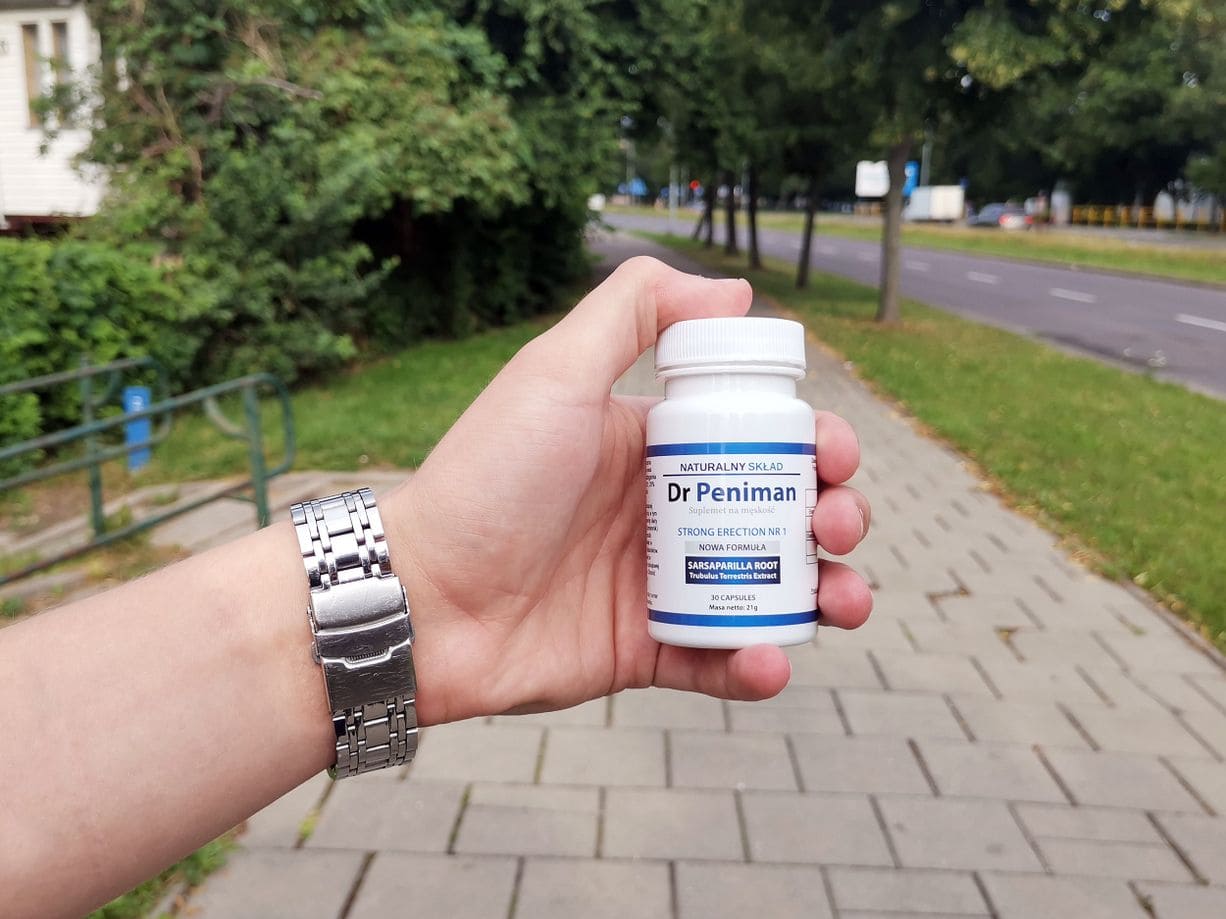 NATURALNY SKŁAD
Dr Peniman
Suplemet na męskość
STRONG ERECTION NR 1
NOWA FORMUŁA
SARSAPARILLA ROOT
Trubulus Terrestris Extract
30 CAPSULES
Masa netto: 21g